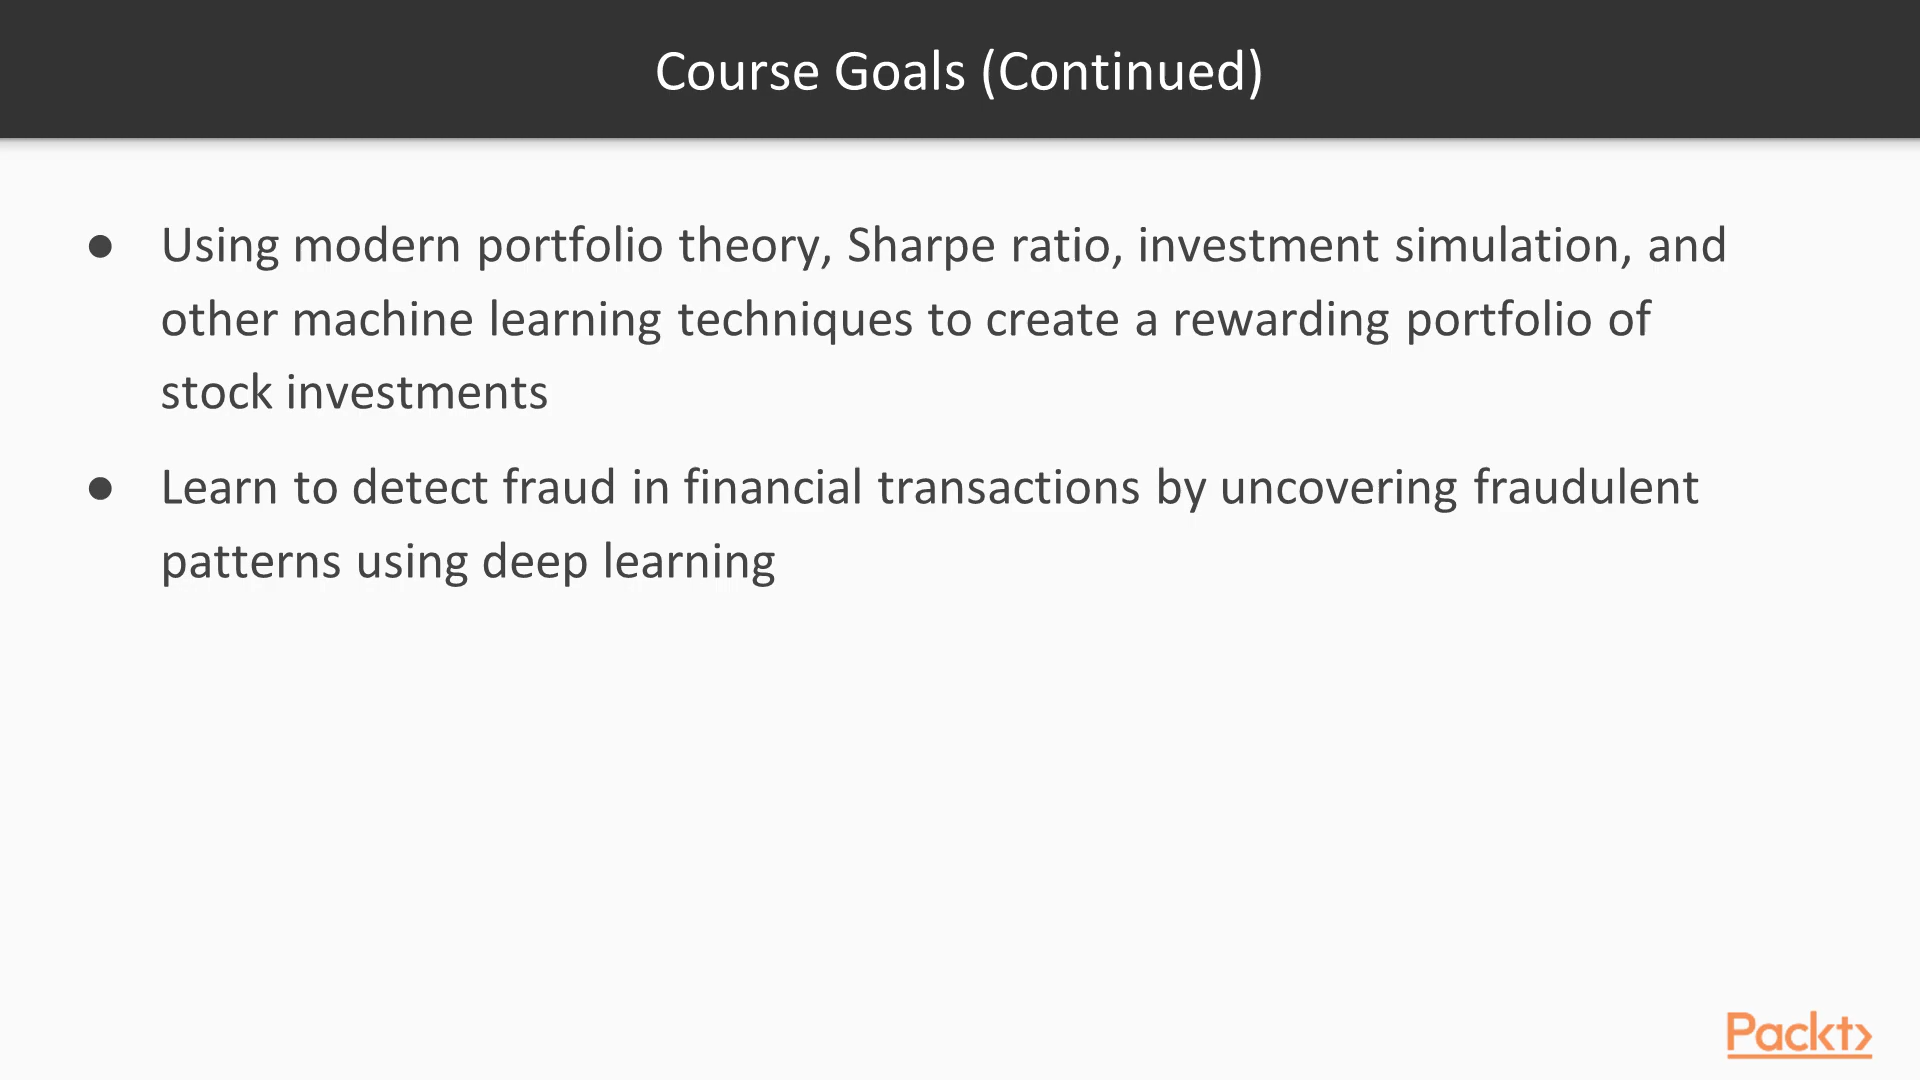 Course Goals (Continued)
● Using modern portfolio theory, Sharpe ratio, investment simulation, and
other machine learning techniques to create a rewarding portfolio of
stock investments
● Learn to detect fraud in financial transactions by uncovering fraudulent
patterns using deep learning
Packt>